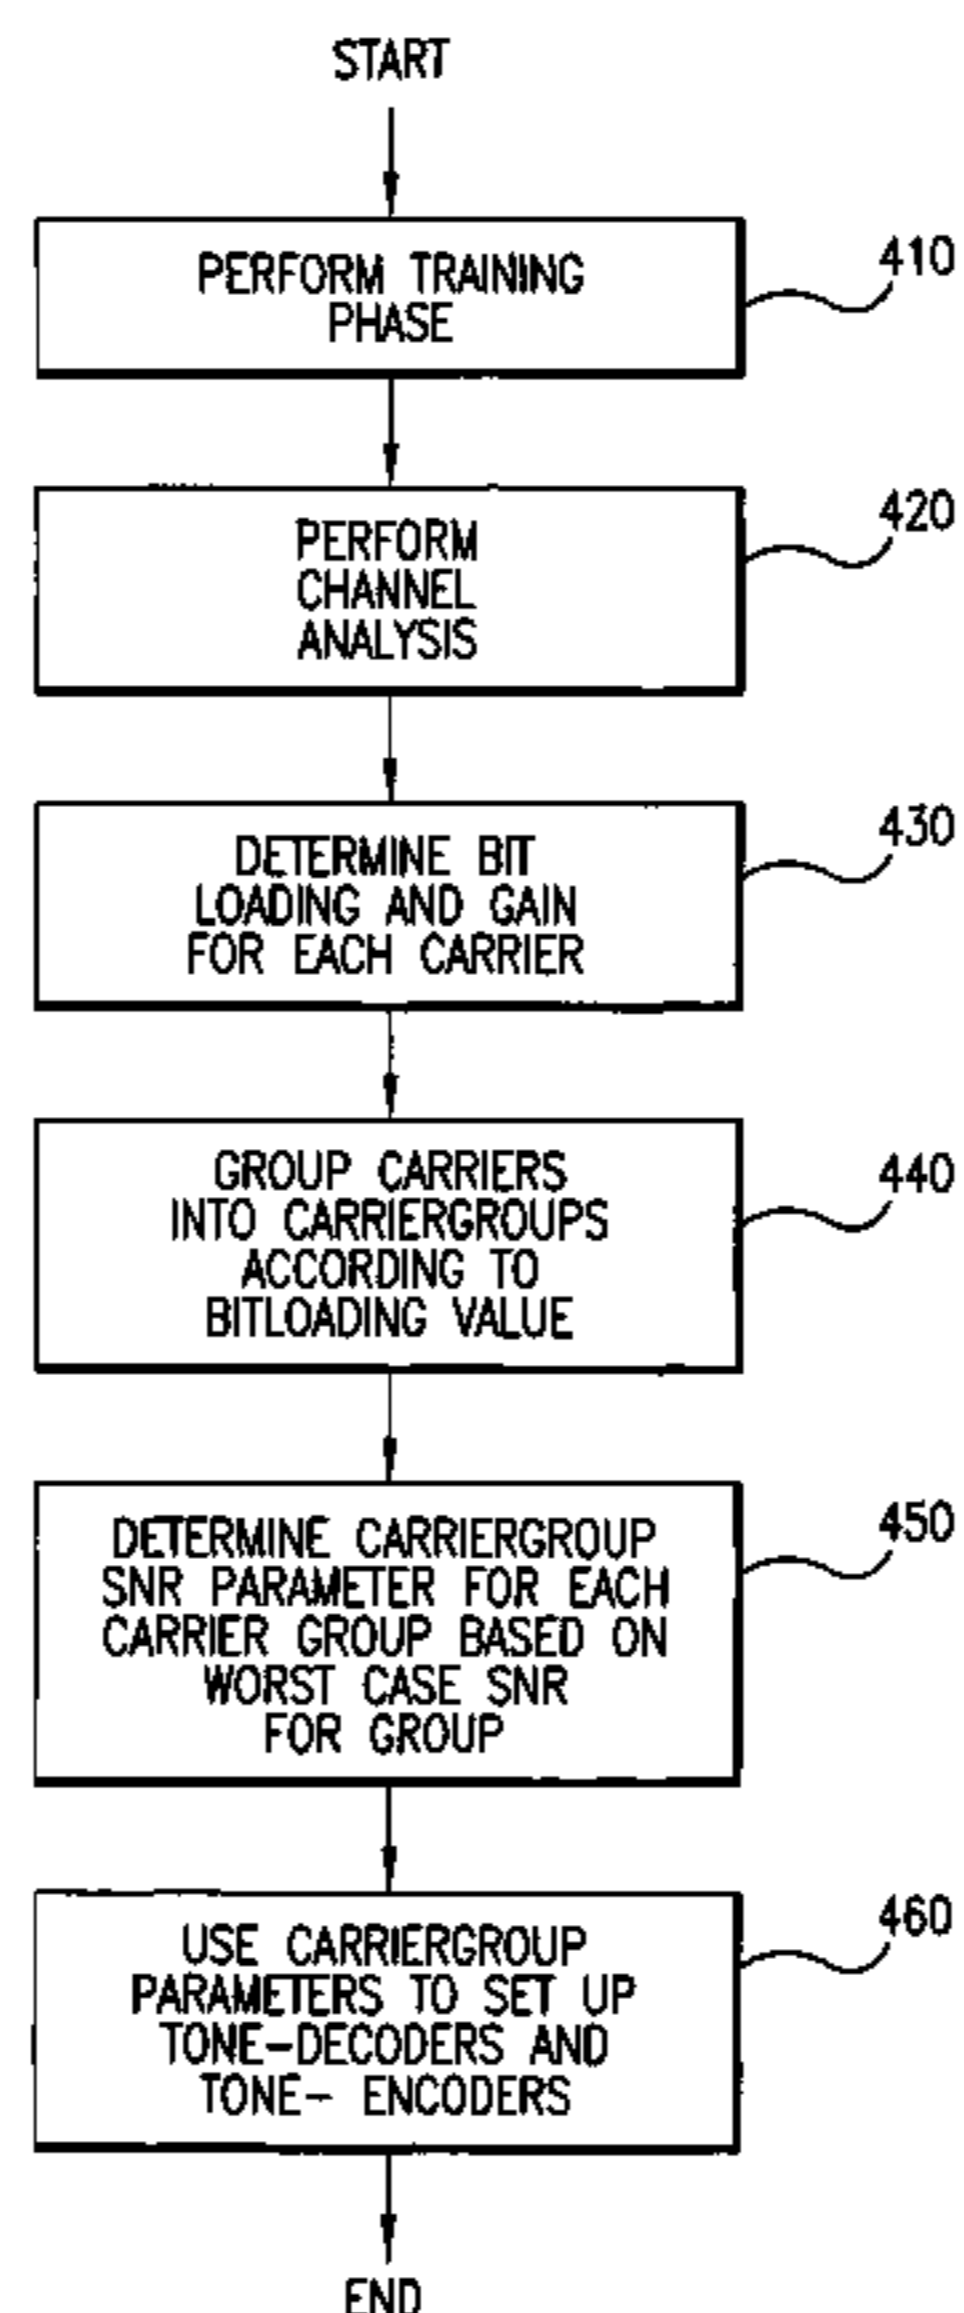 START
PERFORM TRAINING
PHASE
410
PERFORM
CHANNEL
ANALYSIS
420
DETERMINE BIT
LOADING AND GAIN
FOR EACH CARRIER
430
GROUP CARRIERS
INTO CARRIERGROUPS
ACCORDING TO
BITLOADING VALUE
440
DETERMINE CARRIERGROUP
SNR PARAMETER FOR EACH
CARRIER GROUP BASED ON
WORST CASE SNR
FOR GROUP
450
USE CARRIERGROUP
PARAMETERS TO SET UP
TONE-DECODERS AND
TONE- ENCODERS
460
END